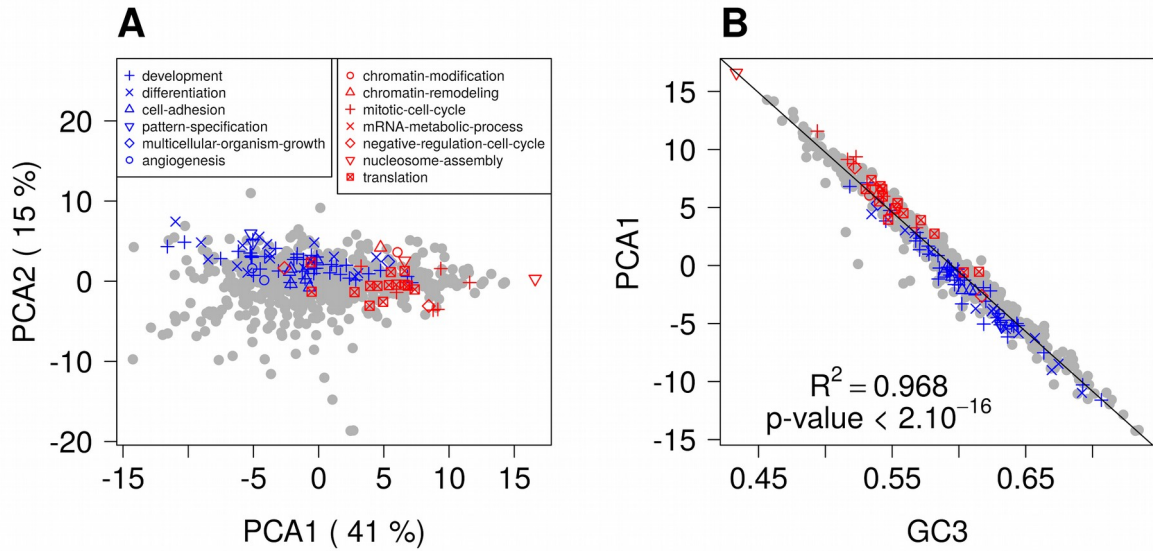 A
development
differentiation
cell-adhesion
pattern-specification
multicellular-organism-growth
angiogenesis
chromatin-modification
chromatin-remodeling
mitotic-cell-cycle
mRNA-metabolic-process
negative-regulation-cell-cycle
nucleosome-assembly
translation
PCA2 ( 15 %)
20
10
0
-10
-20
-15
-5
0
5
10
15
PCA1 ( 41 %)
B
PCA1
15
10
5
0
-5
-10
-15
R² = 0.968
p-value < 2.10⁻¹⁶
0.45
0.55
0.65
GC3